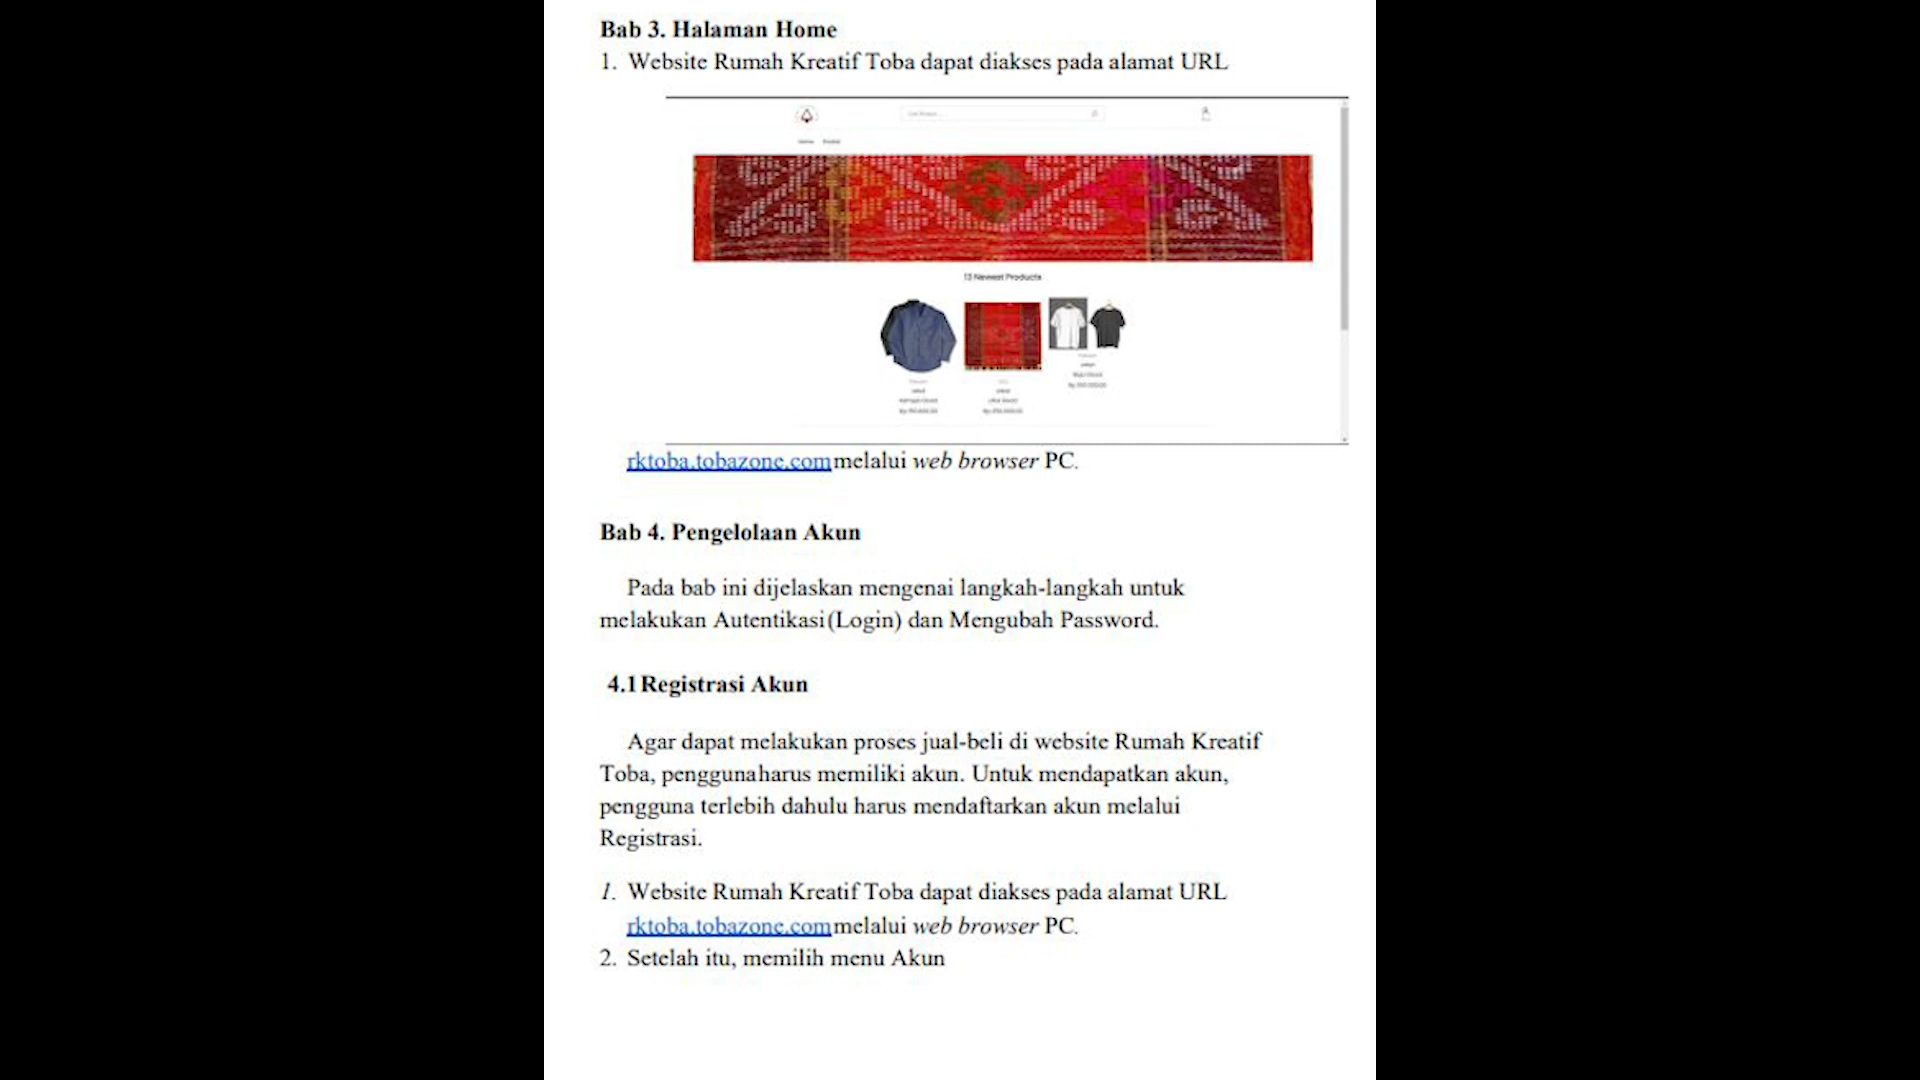 Bab 3. Halaman Home
1. Website Rumah Kreatif Toba dapat diakses pada alamat URL
Home Produk
13 Newest Products
rktoba.tobazone.com melalui web browser PC.
Bab 4. Pengelolaan Akun
Pada bab ini dijelaskan mengenai langkah-langkah untuk
melakukan Autentikasi(Login) dan Mengubah Password.
4.1 Registrasi Akun
Agar dapat melakukan proses jual-beli di website Rumah Kreatif
Toba, penggunaharus memiliki akun. Untuk mendapatkan akun,
pengguna terlebih dahulu harus mendaftarkan akun melalui
Registrasi.
1. Website Rumah Kreatif Toba dapat diakses pada alamat URL
rktoba.tobazone.com melalui web browser PC.
2. Setelah itu, memilih menu Akun